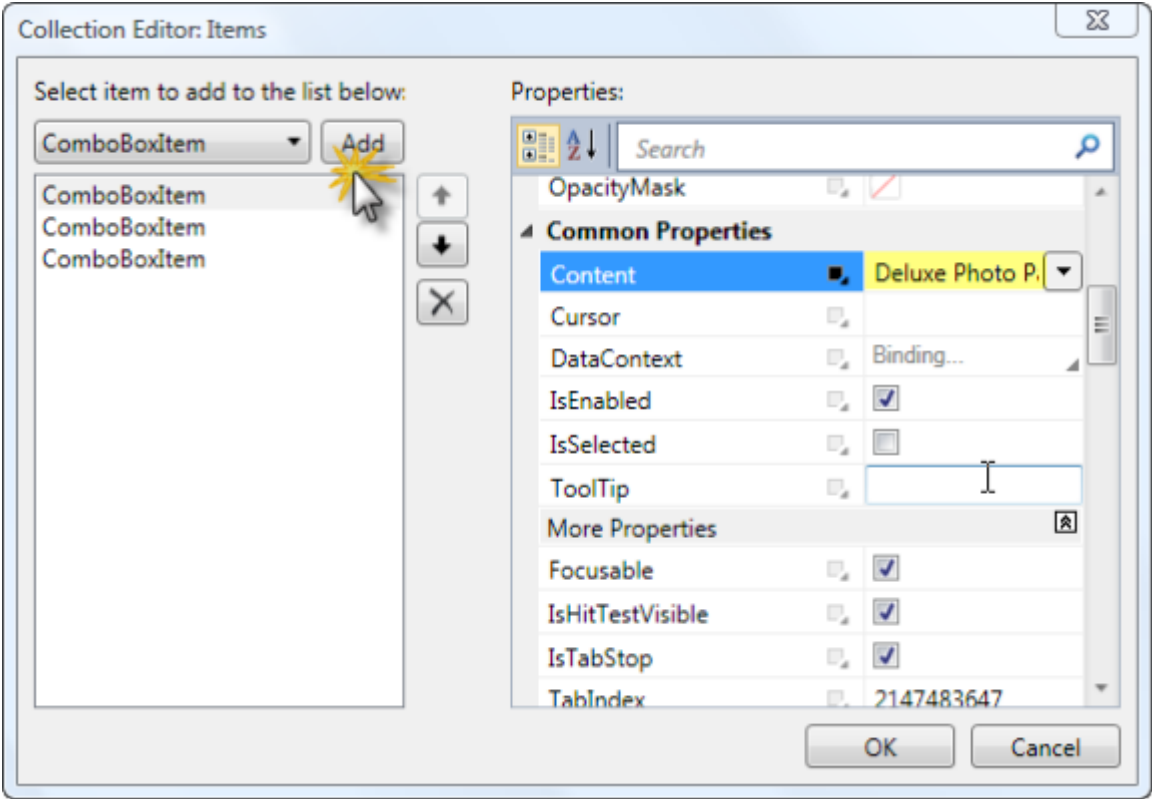 Collection Editor: Items
Select item to add to the list below:
ComboBoxItem
Add
ComboBoxItem
ComboBoxItem
ComboBoxItem
Properties:
A
Z
Search
OpacityMask
Common Properties
Content Deluxe Photo P
Cursor
DataContext Binding...
IsEnabled
IsSelected
ToolTip
More Properties
Focusable
IsHitTestVisible
IsTabStop
TabIndex 2147483647
OK
Cancel